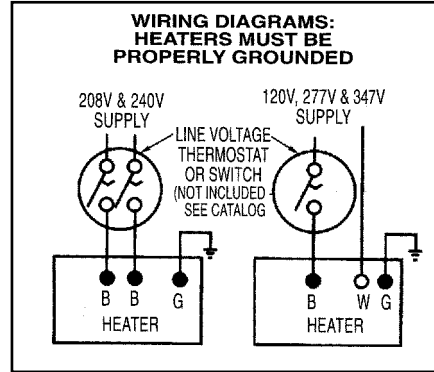 WIRING DIAGRAMS:
HEATERS MUST BE
PROPERLY GROUNDED
208V & 240V
SUPPLY
120V, 277V & 347V
SUPPLY
LINE VOLTAGE
THERMOSTAT
OR SWITCH
(NOT INCLUDED
SEE CATALOG
B B G
HEATER
B W G
HEATER